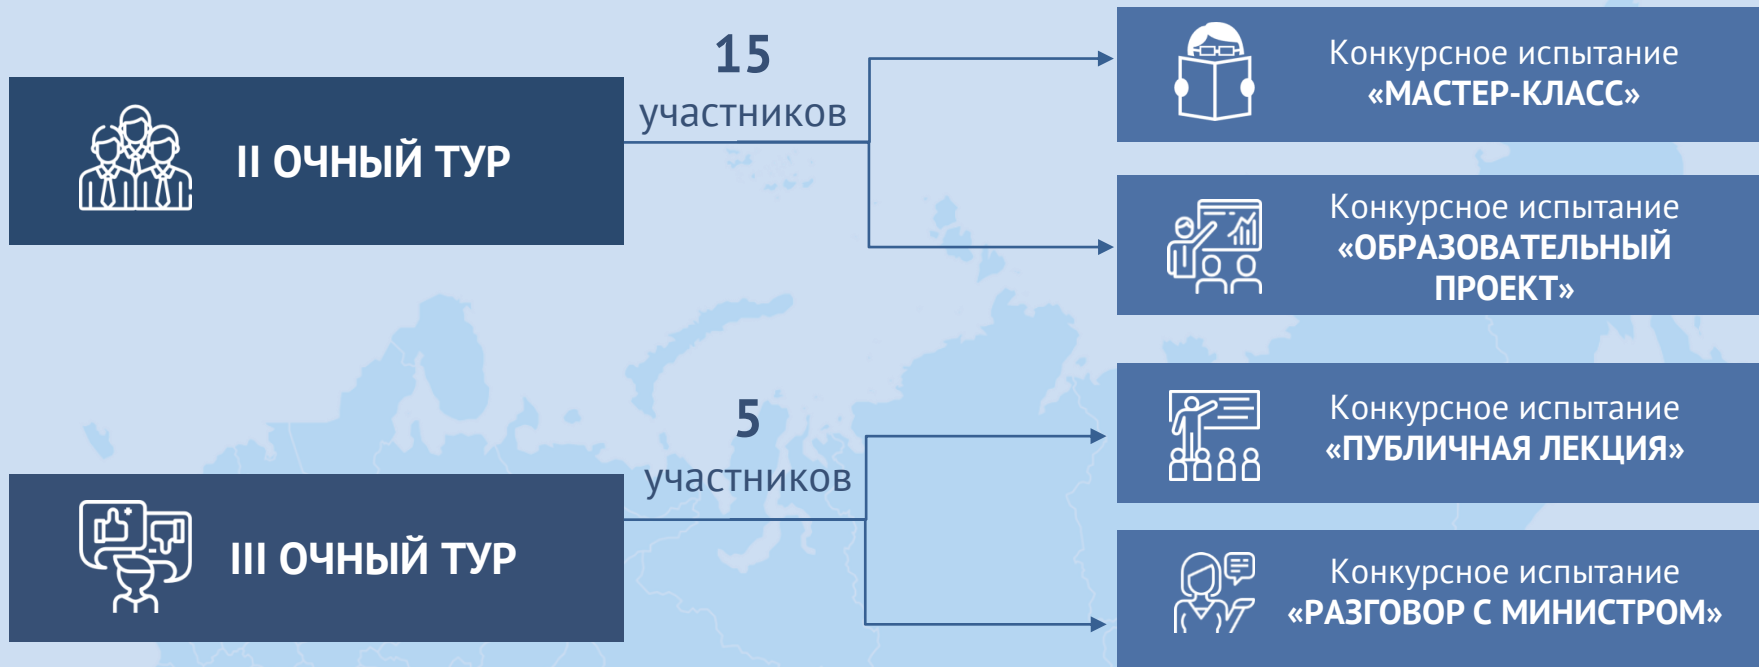 II ОЧНЫЙ ТУР
15
участников
Конкурсное испытание
«МАСТЕР-КЛАСС»
Конкурсное испытание
«ОБРАЗОВАТЕЛЬНЫЙ
ПРОЕКТ»
III ОЧНЫЙ ТУР
5
участников
Конкурсное испытание
«ПУБЛИЧНАЯ ЛЕКЦИЯ»
Конкурсное испытание
«РАЗГОВОР С МИНИСТРОМ»